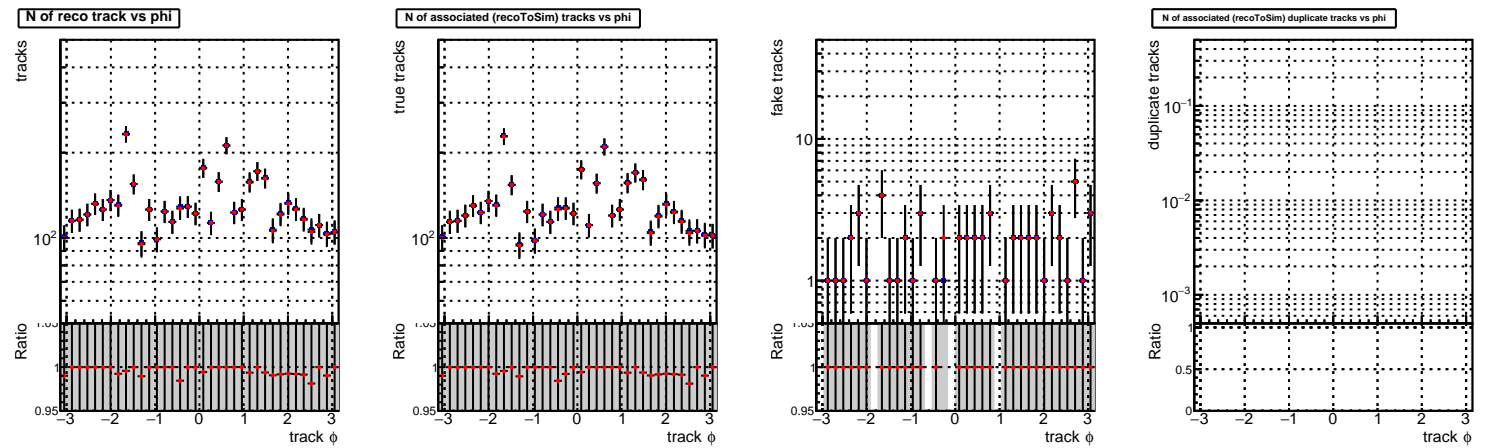 N of reco track vs phi
tracks
10²
Ratio
1
0.95
−3 −2 −1 0 1 2 3
track ϕ
N of associated (recoToSim) tracks vs phi
true tracks
10²
Ratio
1
0.95
−3 −2 −1 0 1 2 3
track ϕ
fake tracks
10
1
Ratio
1
0.95
−3 −2 −1 0 1 2 3
track ϕ
N of associated (recoToSim) duplicate tracks vs phi
duplicate tracks
10⁻¹
10⁻²
10⁻³
Ratio
1
0.5
0
−3 −2 −1 0 1 2 3
track ϕ